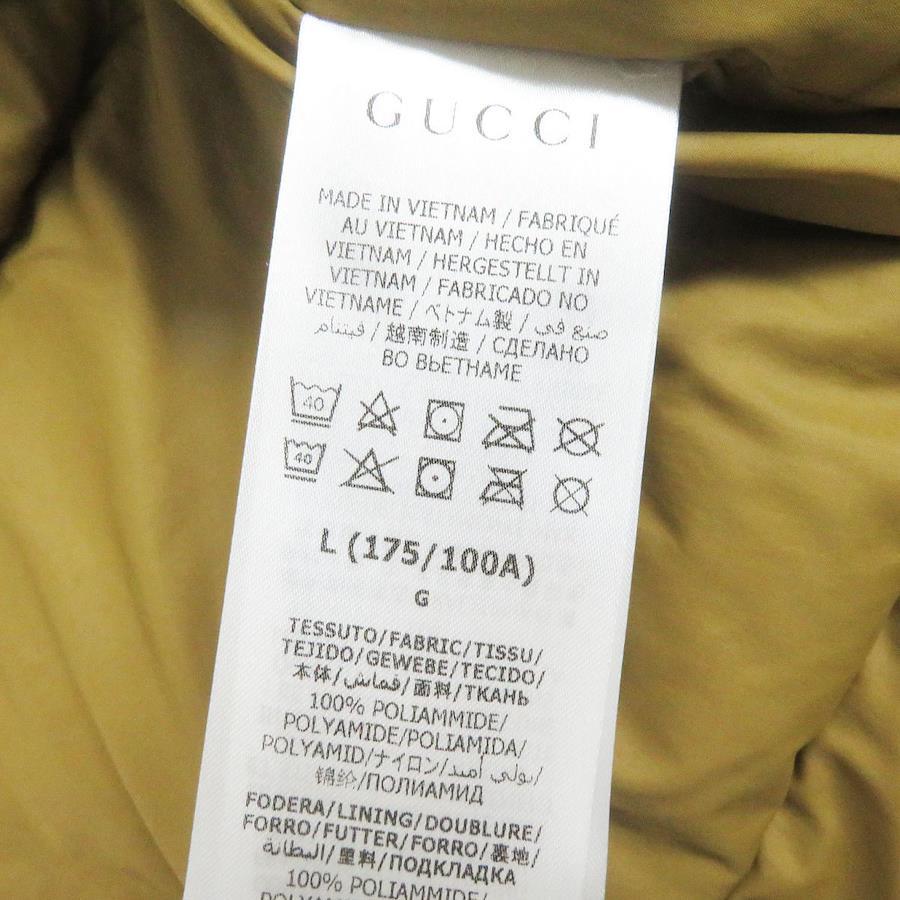 GUCCI
MADE IN VIETNAM / FABRIQUÉ
AU VIETNAM / HECHO EN
VIETNAM / HERGESTELLT IN
VIETNAM / FABRICADO NO
VIETNAME / ベトナム製 / صنع في
فيتنام / 越南制造 / СДЕЛАНО
ВО ВЬЕТНАМЕ
40
40
L (175/100A)
G
TESSUTO/FABRIC/TISSU/
TEJIDO/GEWEBE/TECIDO/
本体/قماش/面料/ТКАНЬ
100% POLIAMMIDE/
POLYAMIDE/POLIAMIDA/
POLYAMID/ナイロン/بولي أميد/
锦纶/ПОЛИАМИД
FODERA/LINING/DOUBLURE/
FORRO/FUTTER/FORRO/裏地/
البطانة/里料/ПОДКЛАДКА
100% POLIAMMIDE/